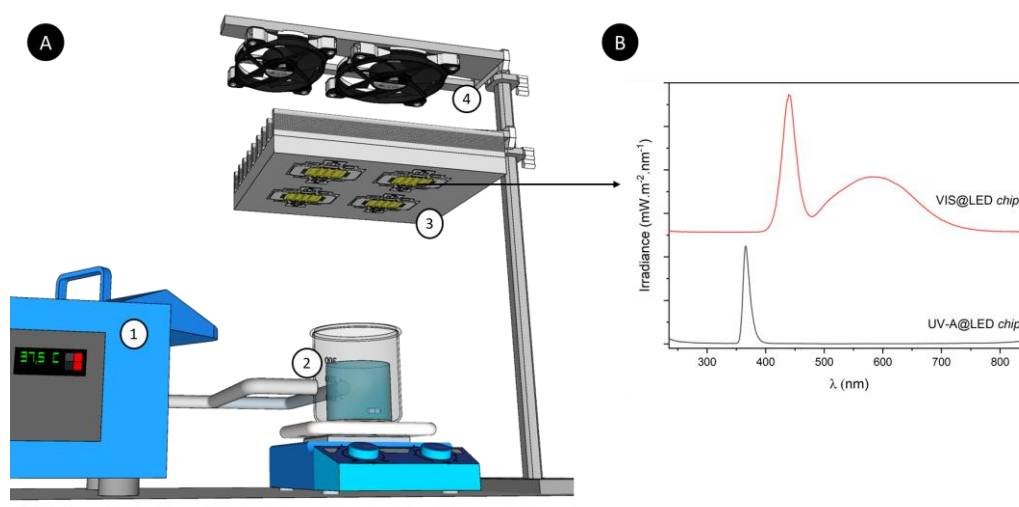 A
B
4
3
1
37,5 C
2
Irradiance (mW.m⁻².nm⁻¹)
VIS@LED chip
UV-A@LED chip
300 400 500 600 700 800
λ (nm)